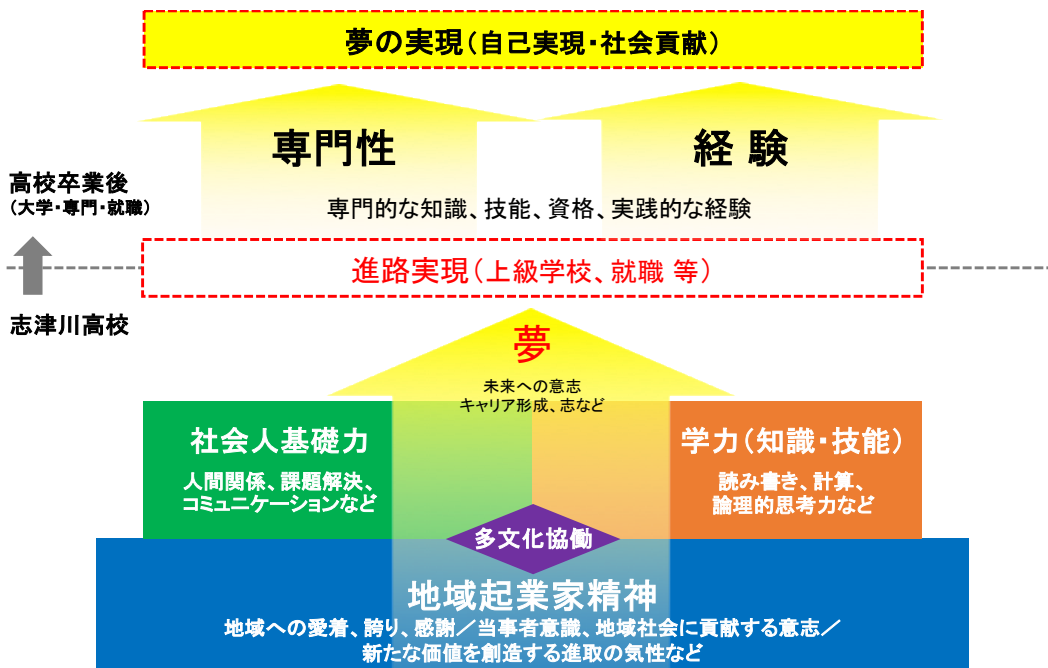 夢の実現(自己実現・社会貢献)
専門性
経験
高校卒業後
(大学・専門・就職)
専門的な知識、技能、資格、実践的な経験
進路実現(上級学校、就職 等)
志津川高校
夢
未来への意志
キャリア形成、志など
社会人基礎力
人間関係、課題解決、
コミュニケーションなど
学力(知識・技能)
読み書き、計算、
論理的思考力など
多文化協働
地域起業家精神
地域への愛着、誇り、感謝/当事者意識、地域社会に貢献する意志/
新たな価値を創造する進取の気性など